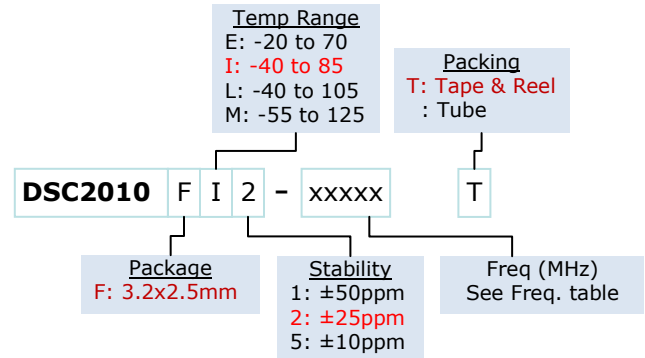 Temp Range
E: -20 to 70
I: -40 to 85
L: -40 to 105
M: -55 to 125
Packing
T: Tape & Reel
: Tube
DSC2010 F I 2 – xxxxx T
Package
F: 3.2x2.5mm
Stability
1: ±50ppm
2: ±25ppm
5: ±10ppm
Freq (MHz)
See Freq. table